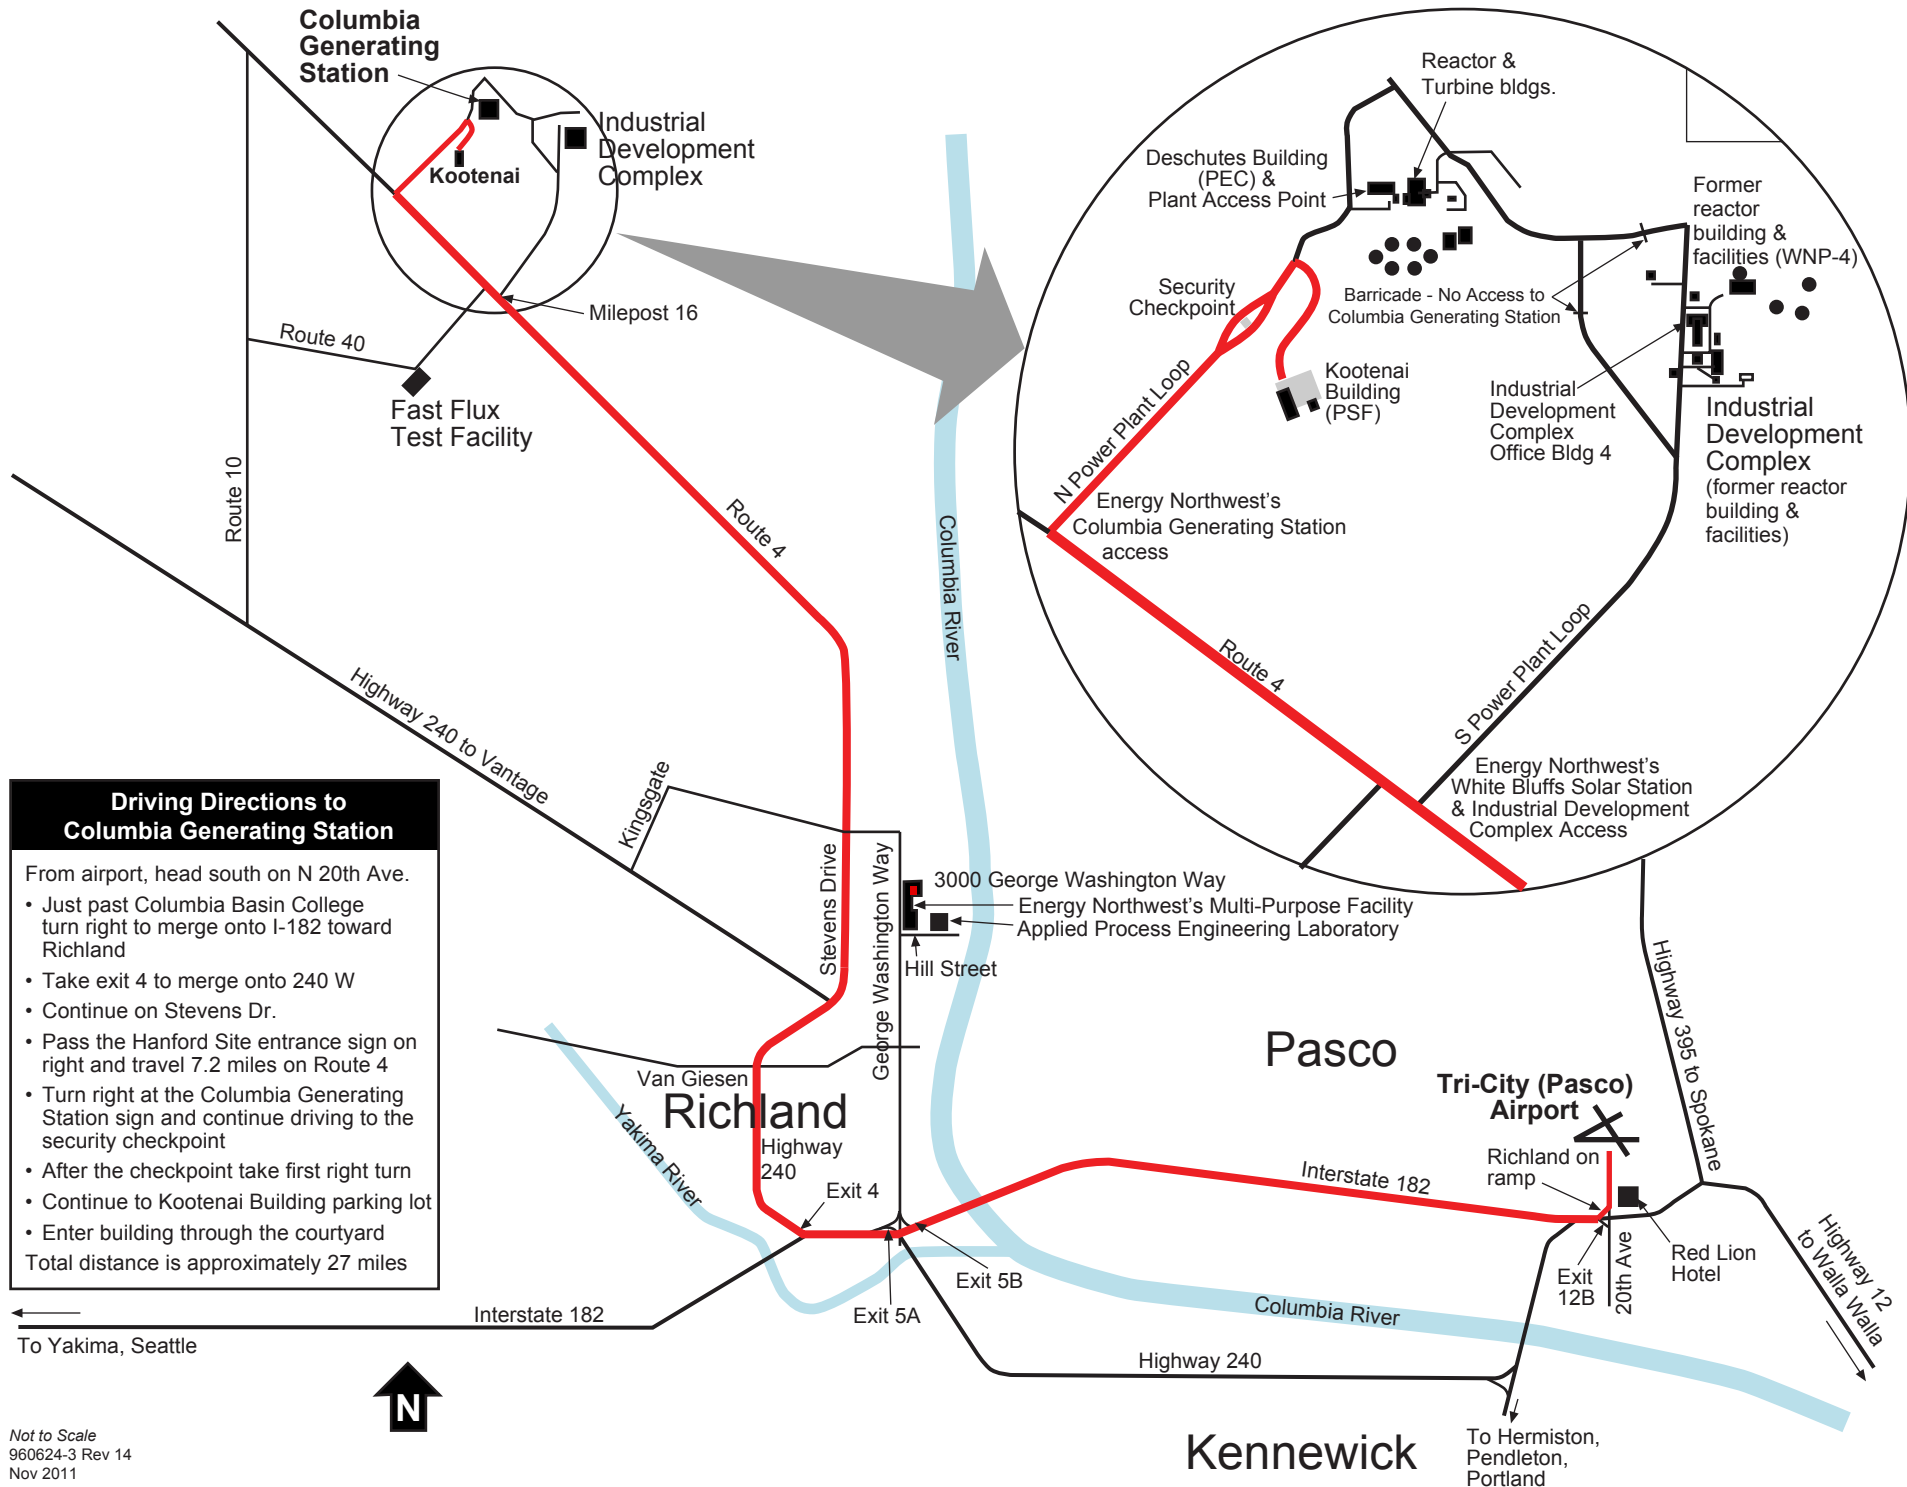 Columbia
Generating
Station
Industrial
Development
Complex
Kootenai
Milepost 16
Route 40
Fast Flux
Test Facility
Route 10
Route 4
Columbia River
Highway 240 to Vantage
Kingsgate
Stevens Drive
George Washington Way
3000 George Washington Way
Energy Northwest's Multi-Purpose Facility
Applied Process Engineering Laboratory
Hill Street
Reactor &
Turbine bldgs.
Deschutes Building
(PEC) &
Plant Access Point
Former
reactor
building &
facilities (WNP-4)
Security
Checkpoint
Barricade - No Access to
Columbia Generating Station
Kootenai
Building
(PSF)
Industrial
Development
Complex
Office Bldg 4
Industrial
Development
Complex
(former reactor
building &
facilities)
N Power Plant Loop
Energy Northwest's
Columbia Generating Station
access
Route 4
S Power Plant Loop
Energy Northwest's
White Bluffs Solar Station
& Industrial Development
Complex Access
Driving Directions to
Columbia Generating Station
From airport, head south on N 20th Ave.
• Just past Columbia Basin College
turn right to merge onto I-182 toward
Richland
• Take exit 4 to merge onto 240 W
• Continue on Stevens Dr.
• Pass the Hanford Site entrance sign on
right and travel 7.2 miles on Route 4
• Turn right at the Columbia Generating
Station sign and continue driving to the
security checkpoint
• After the checkpoint take first right turn
• Continue to Kootenai Building parking lot
• Enter building through the courtyard
Total distance is approximately 27 miles
Van Giesen
Richland
Highway
240
Yakima River
Exit 4
Exit 5A
Exit 5B
Interstate 182
Pasco
Tri-City (Pasco)
Airport
Richland on
ramp
Highway 395 to Spokane
Exit
12B
20th Ave
Red Lion
Hotel
Highway 12
to Walla Walla
Columbia River
Interstate 182
To Yakima, Seattle
Highway 240
Kennewick
To Hermiston,
Pendleton,
Portland
N
Not to Scale
960624-3 Rev 14
Nov 2011